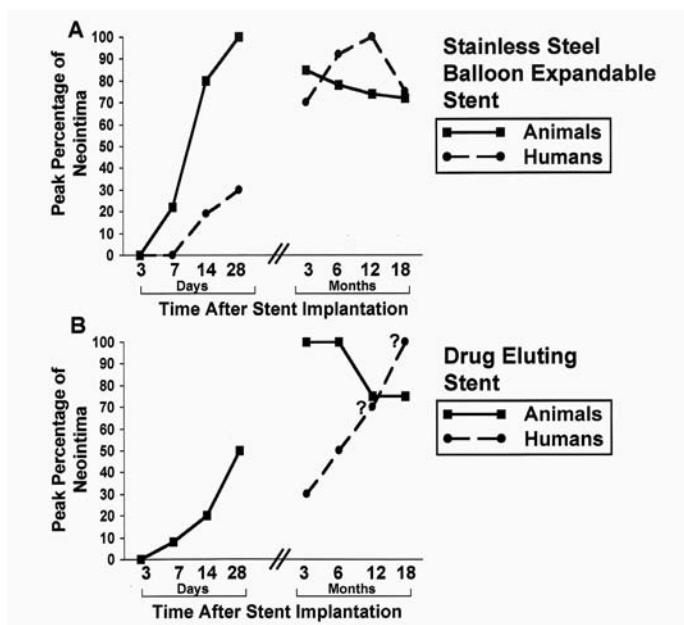 A
Peak Percentage of
Neointima
100
90
80
70
60
50
40
30
20
10
0
3 7 14 28 3 6 12 18
Days Months
Time After Stent Implantation
Stainless Steel
Balloon Expandable
Stent
Animals
Humans
B
Peak Percentage of
Neointima
100
90
80
70
60
50
40
30
20
10
0
?
?
3 7 14 28 3 6 12 18
Days Months
Time After Stent Implantation
Drug Eluting
Stent
Animals
Humans